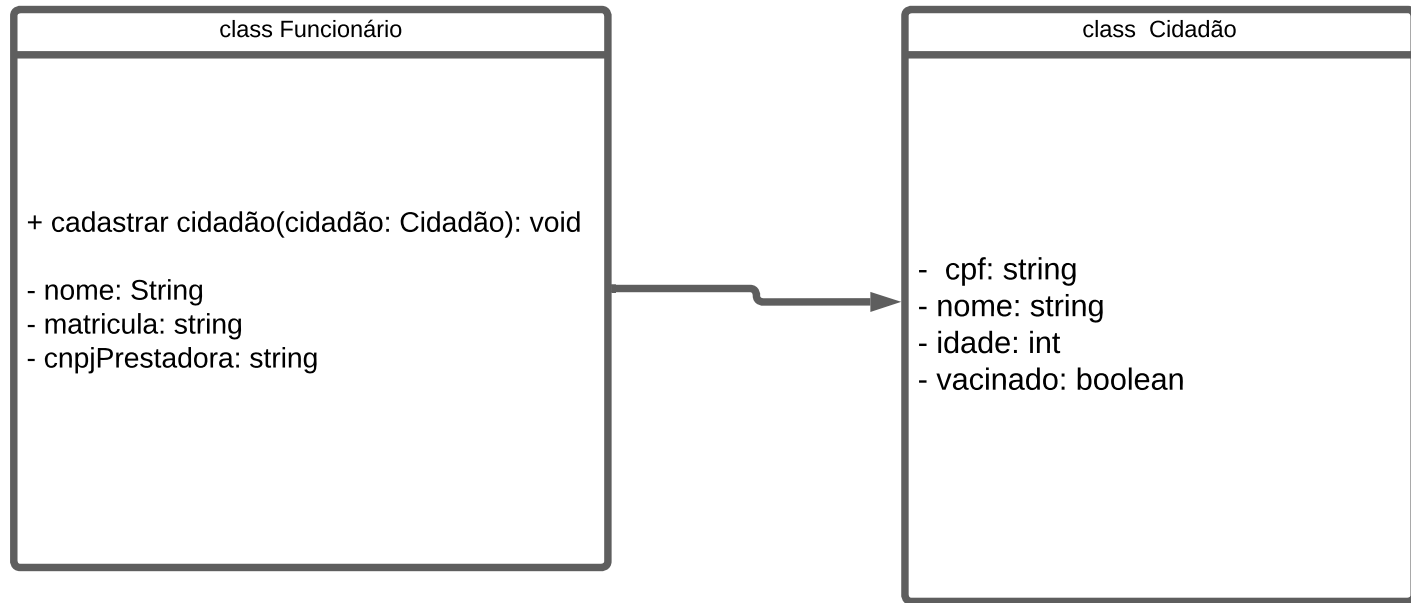 class Funcionário
+ cadastrar cidadão(cidadão: Cidadão): void
- nome: String
- matricula: string
- cnpjPrestadora: string
class  Cidadão
-  cpf: string
- nome: string
- idade: int
- vacinado: boolean